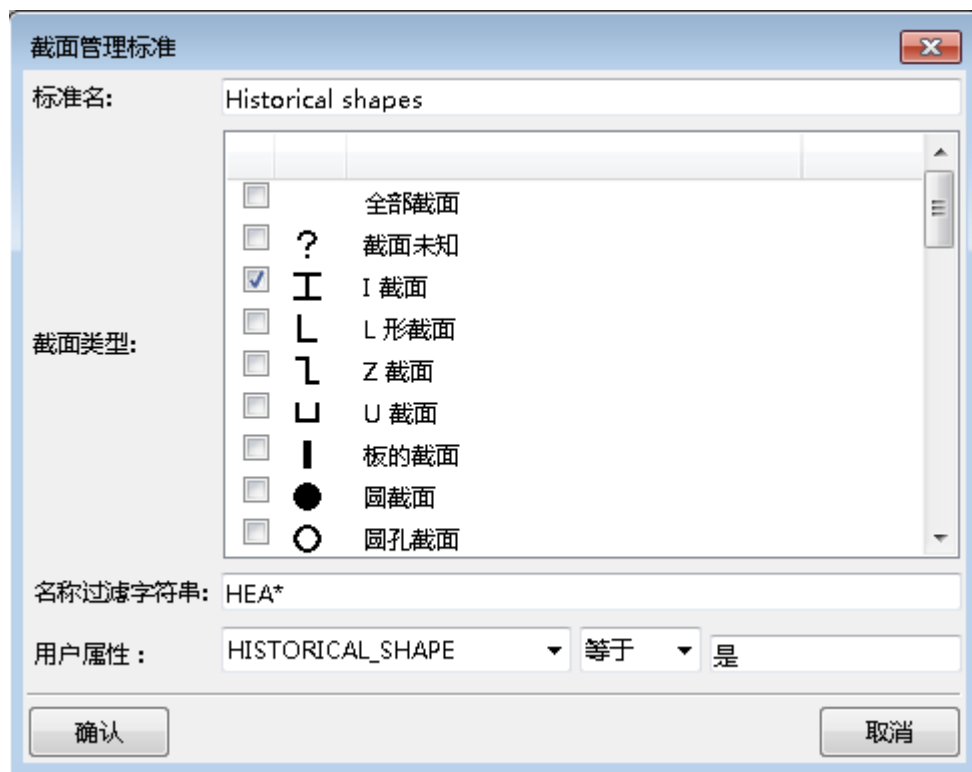 截面管理标准
标准名: Historical shapes
全部截面
? 截面未知
I 截面
L 形截面
Z 截面
U 截面
截面类型:
板的截面
圆截面
圆孔截面
名称过滤字符串: HEA*
用户属性 : HISTORICAL_SHAPE 等于 是
确认 取消